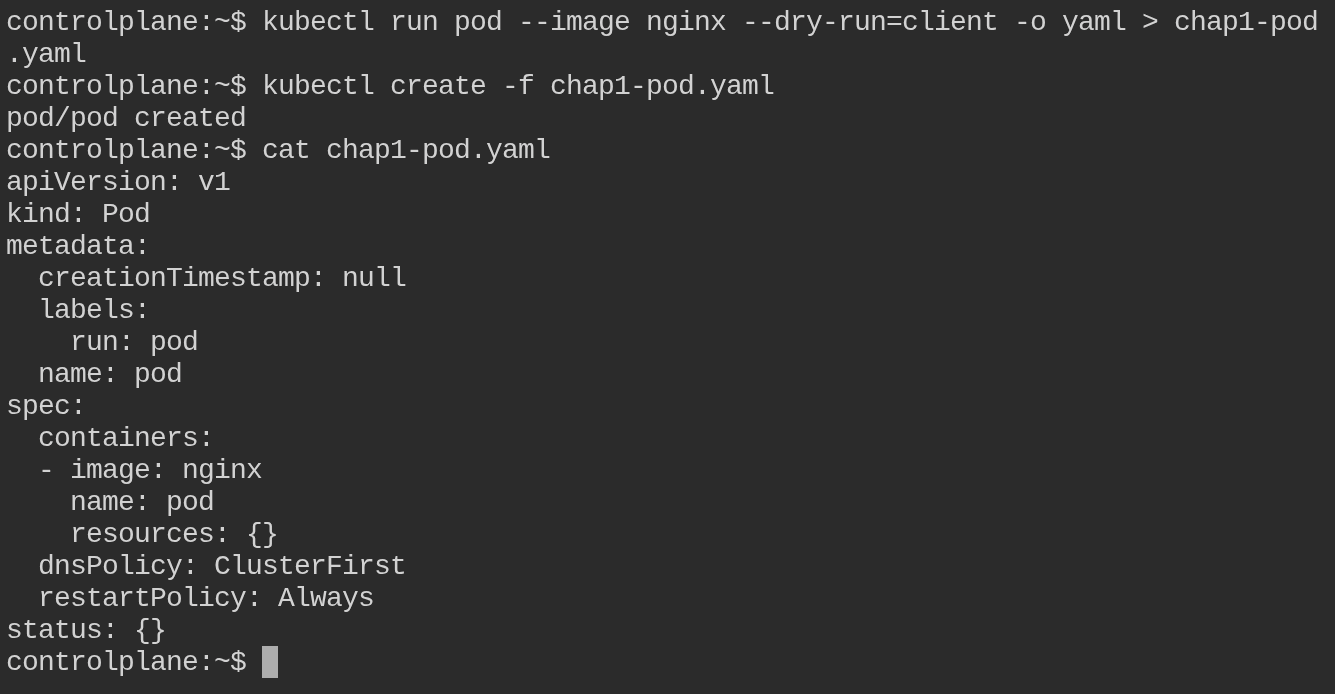 controlplane:~$ kubectl run pod --image nginx --dry-run=client -o yaml > chap1-pod
.yaml
controlplane:~$ kubectl create -f chap1-pod.yaml
pod/pod created
controlplane:~$ cat chap1-pod.yaml
apiVersion: v1
kind: Pod
metadata:
  creationTimestamp: null
  labels:
    run: pod
  name: pod
spec:
  containers:
  - image: nginx
    name: pod
    resources: {}
  dnsPolicy: ClusterFirst
  restartPolicy: Always
status: {}
controlplane:~$